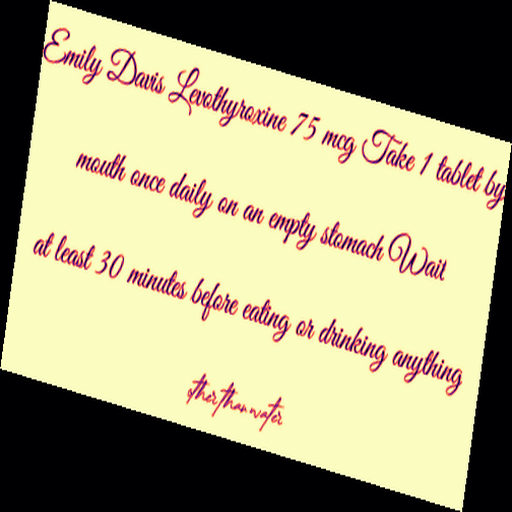 Emily Davis Levothyroxine 75 mcg Take 1 tablet by
mouth once daily on an empty stomach Wait
at least 30 minutes before eating or drinking anything
other than water